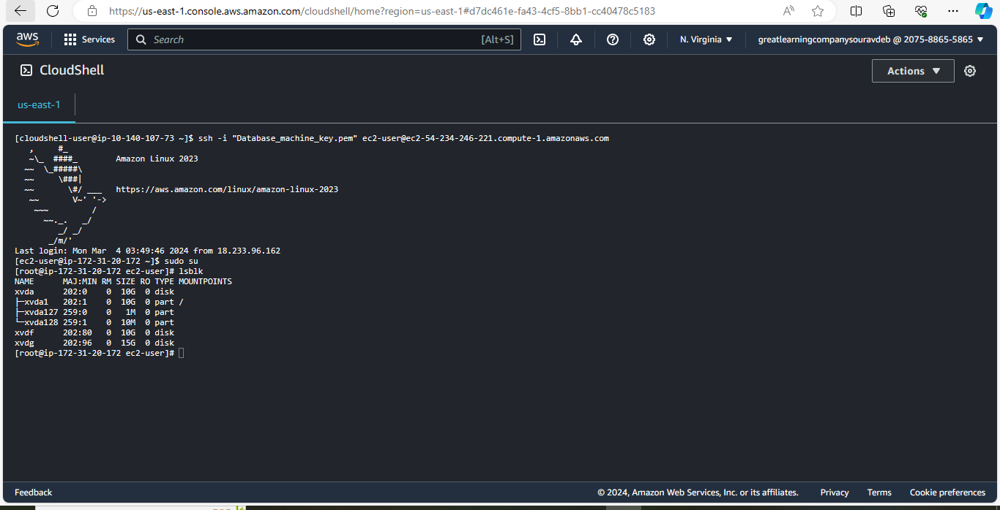 https://us-east-1.console.aws.amazon.com/cloudshell/home?region=us-east-1#d7dc461e-fa43-4cf5-8bb1-cc40478c5183
aws Services Search [Alt+S] N. Virginia ▼ greatlearningcompanysouravdeb @ 2075-8865-5865 ▼
CloudShell Actions ▼
us-east-1
[cloudshell-user@ip-10-140-107-73 ~]$ ssh -i "Database_machine_key.pem" ec2-user@ec2-54-234-246-221.compute-1.amazonaws.com
   ,     #_
   ~\_  ####_        Amazon Linux 2023
  ~~  \_#####\
  ~~     \###|
  ~~       \#/ ___   https://aws.amazon.com/linux/amazon-linux-2023
   ~~       V~' '->
    ~~~         /
      ~~._.   _/
         _/ _/
       _/m/'
Last login: Mon Mar  4 03:49:46 2024 from 18.233.96.162
[ec2-user@ip-172-31-20-172 ~]$ sudo su
[root@ip-172-31-20-172 ec2-user]# lsblk
NAME      MAJ:MIN RM SIZE RO TYPE MOUNTPOINTS
xvda      202:0    0  10G  0 disk
├─xvda1   202:1    0  10G  0 part /
├─xvda127 259:0    0   1M  0 part
└─xvda128 259:1    0  10M  0 part
xvdf      202:80   0  10G  0 disk
xvdg      202:96   0  15G  0 disk
[root@ip-172-31-20-172 ec2-user]#
Feedback © 2024, Amazon Web Services, Inc. or its affiliates. Privacy Terms Cookie preferences